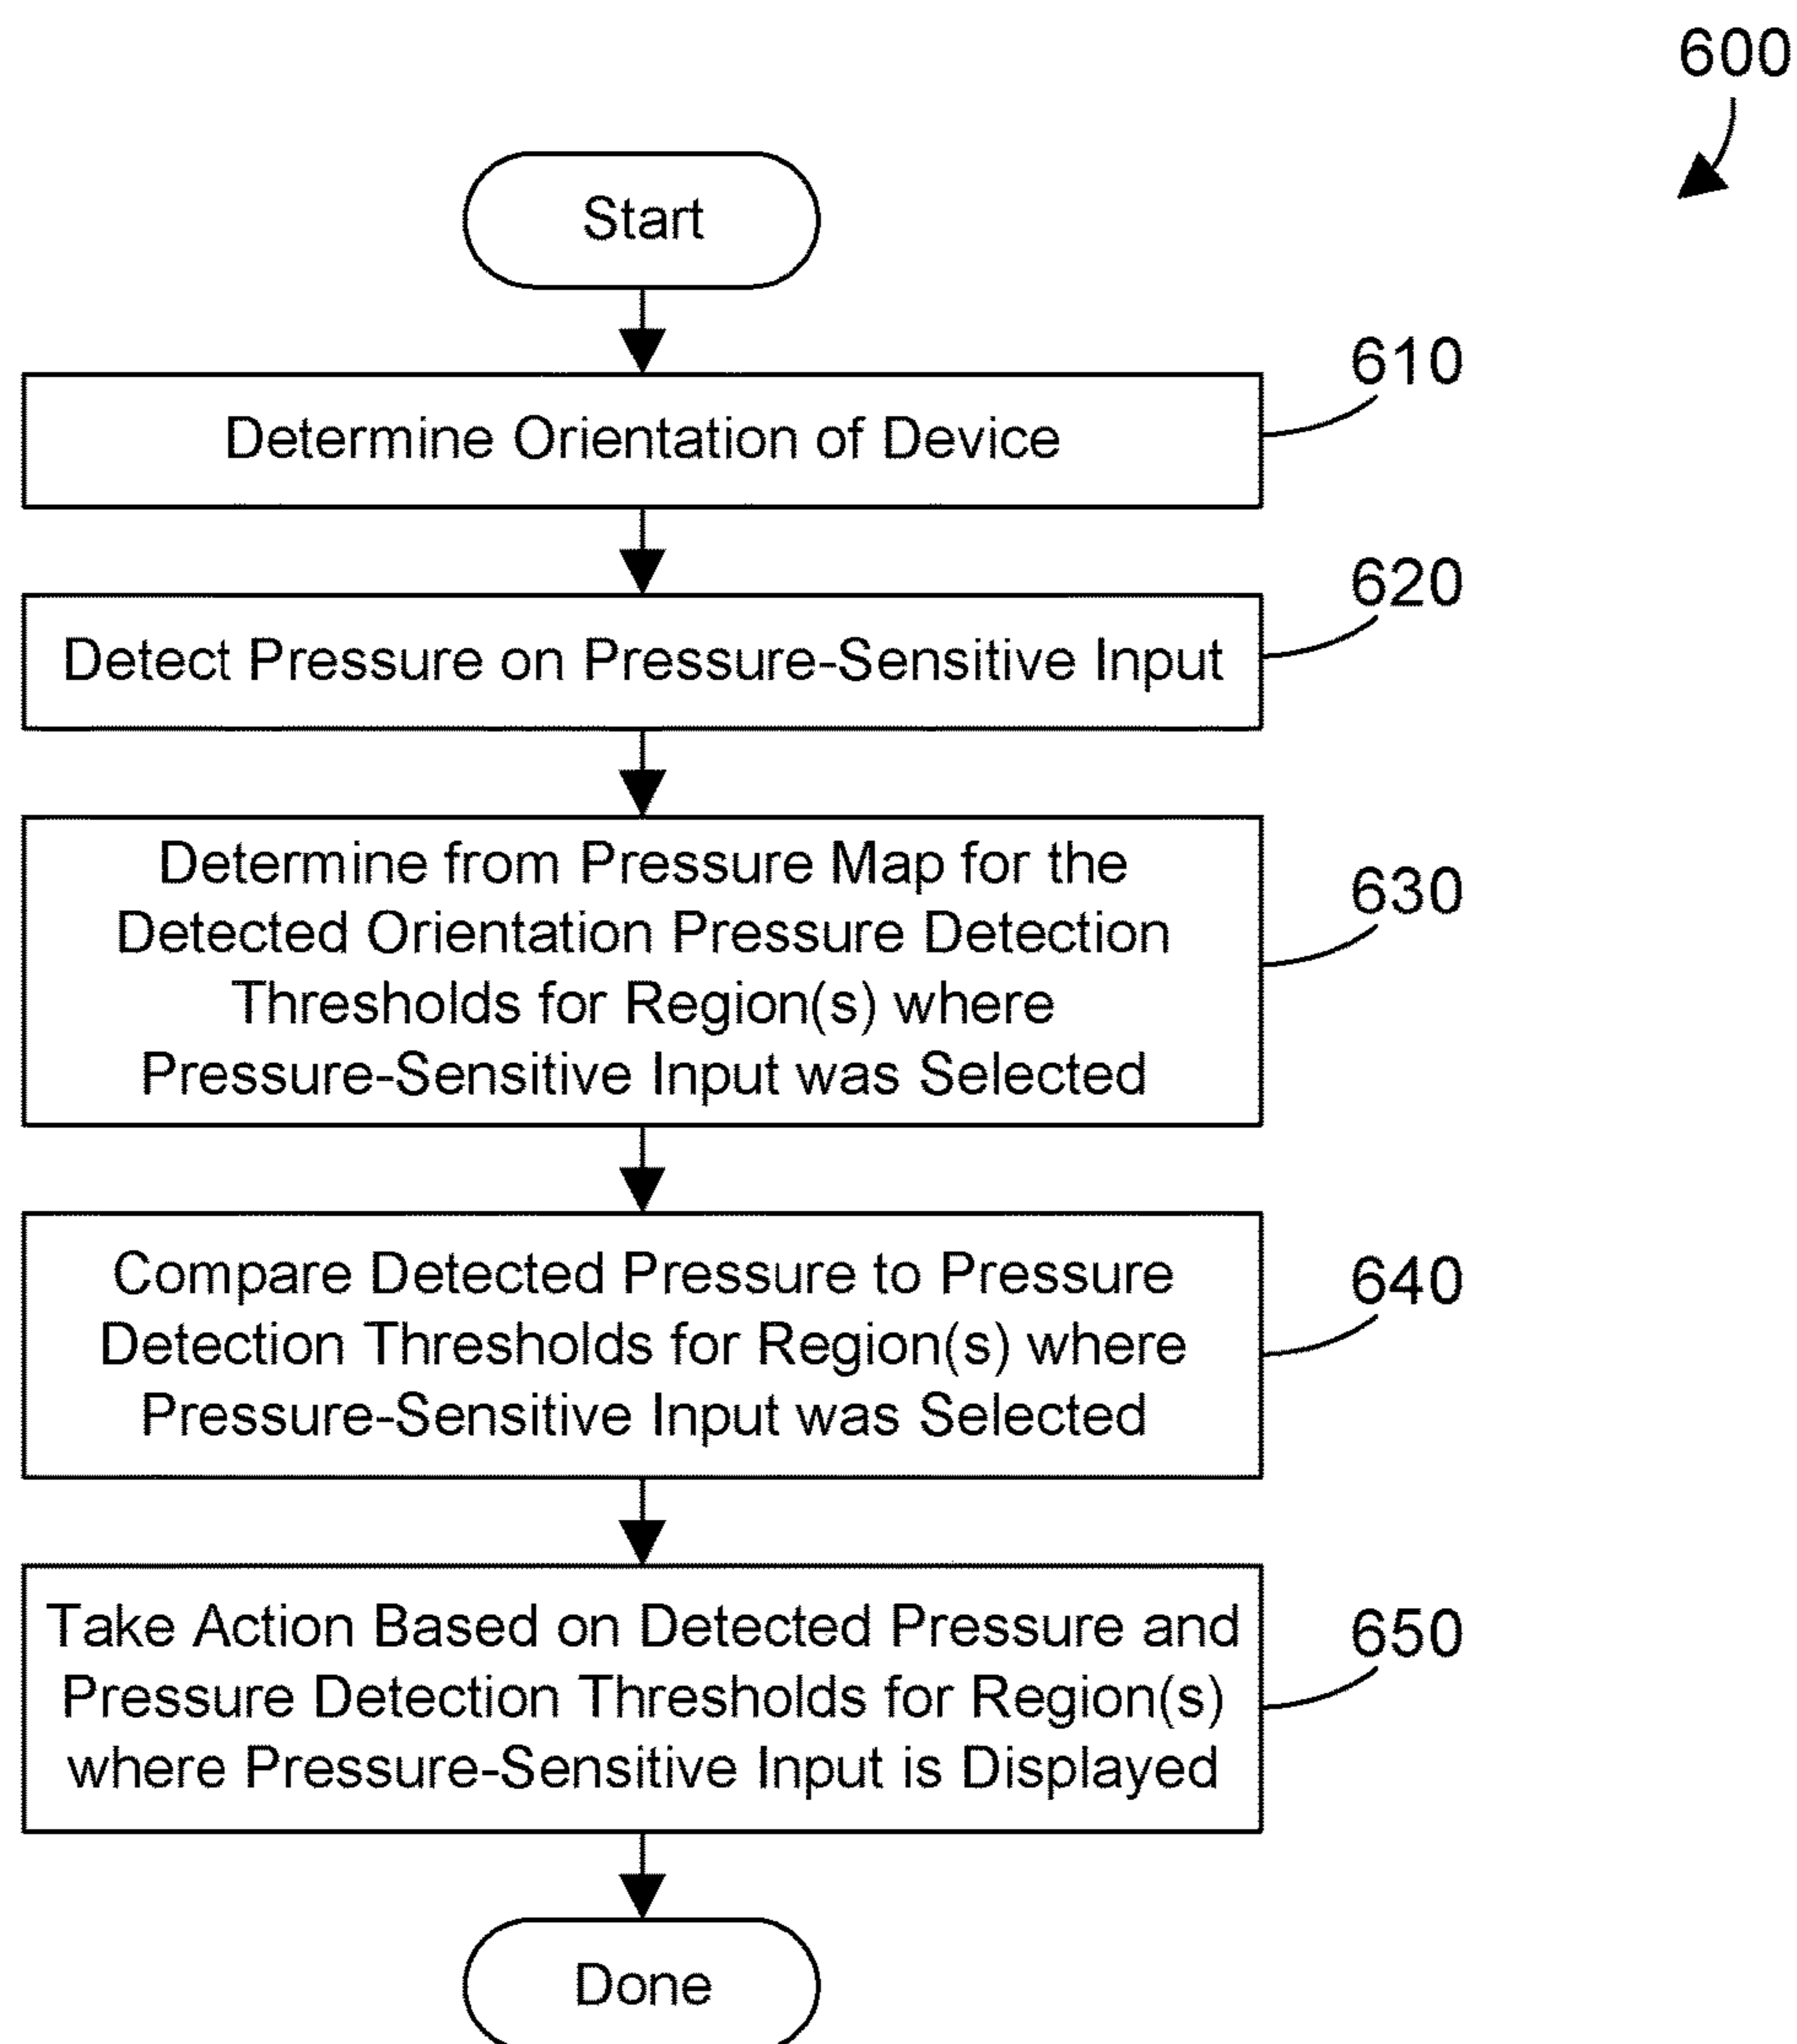 600
Start
610
Determine Orientation of Device
620
Detect Pressure on Pressure-Sensitive Input
Determine from Pressure Map for the
Detected Orientation Pressure Detection
Thresholds for Region(s) where
Pressure-Sensitive Input was Selected
630
Compare Detected Pressure to Pressure
Detection Thresholds for Region(s) where
Pressure-Sensitive Input was Selected
640
Take Action Based on Detected Pressure and
Pressure Detection Thresholds for Region(s)
where Pressure-Sensitive Input is Displayed
650
Done